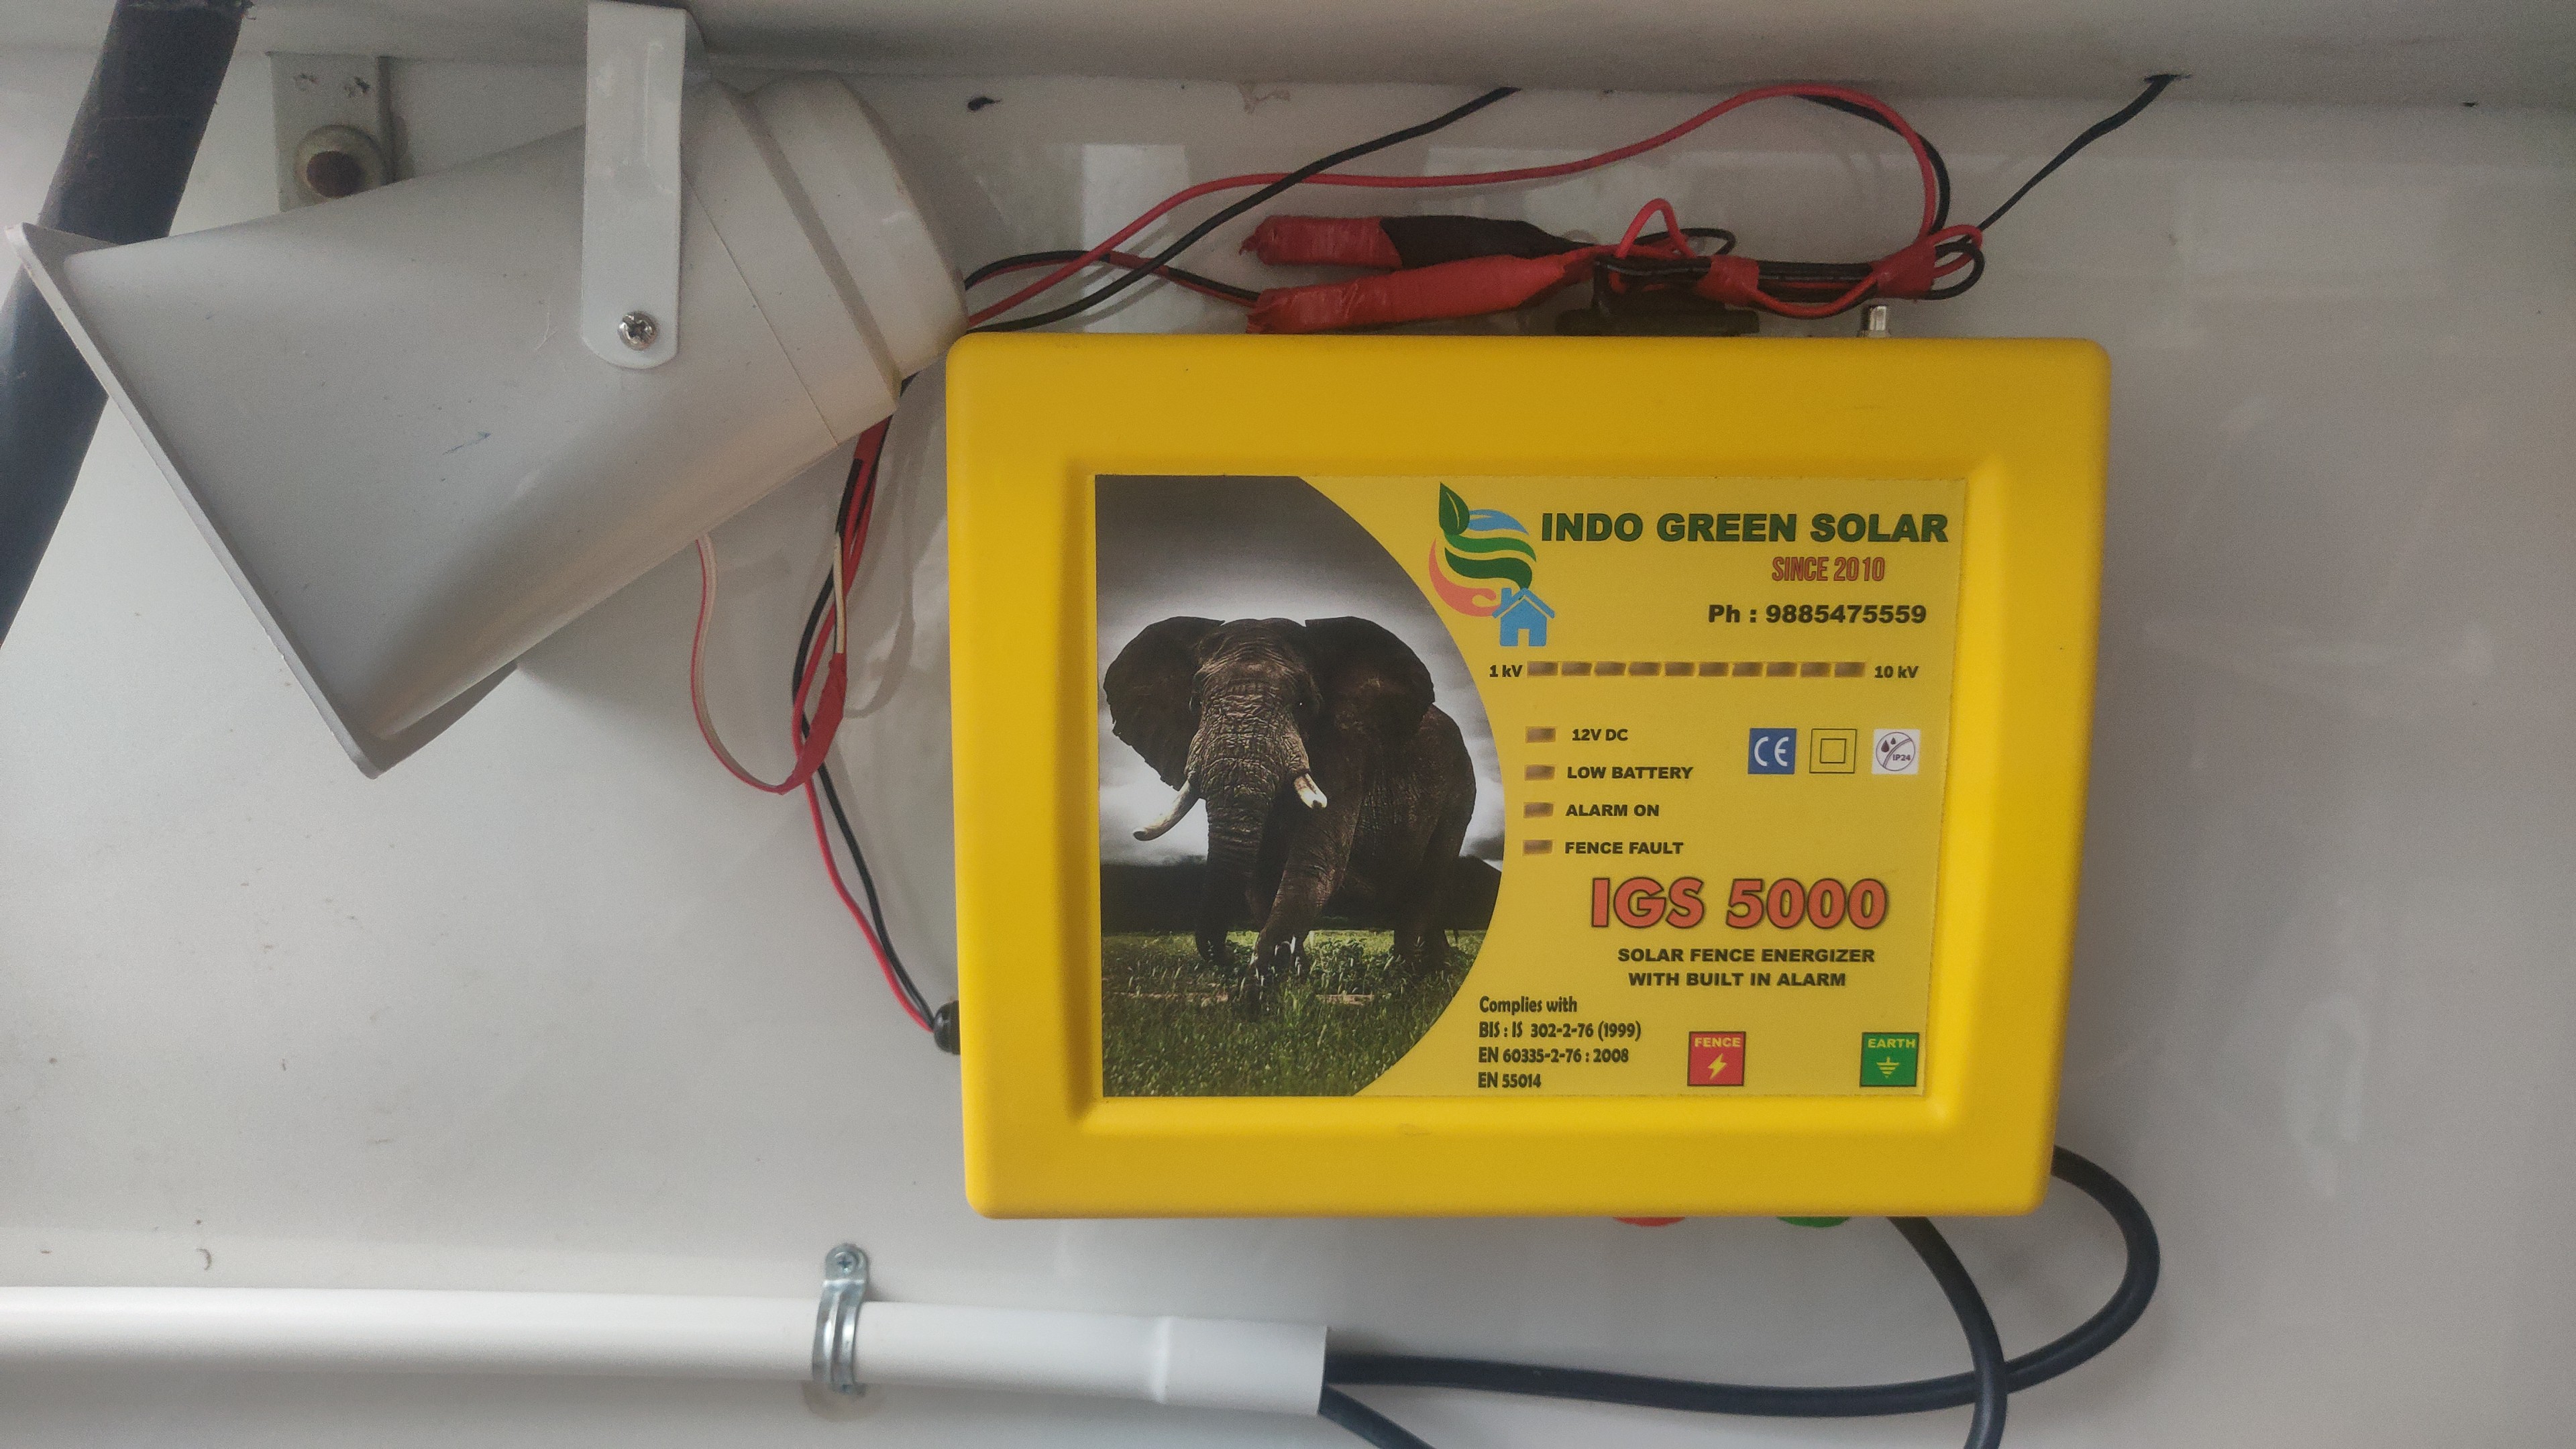 INDO GREEN SOLAR
SINCE 2010
Ph : 9885475559
1 kV 10 kV
12V DC
LOW BATTERY
ALARM ON
FENCE FAULT
CE
IP24
IGS 5000
SOLAR FENCE ENERGIZER
WITH BUILT IN ALARM
Complies with
BIS : IS 302-2-76 (1999)
EN 60335-2-76 : 2008
EN 55014
FENCE
EARTH